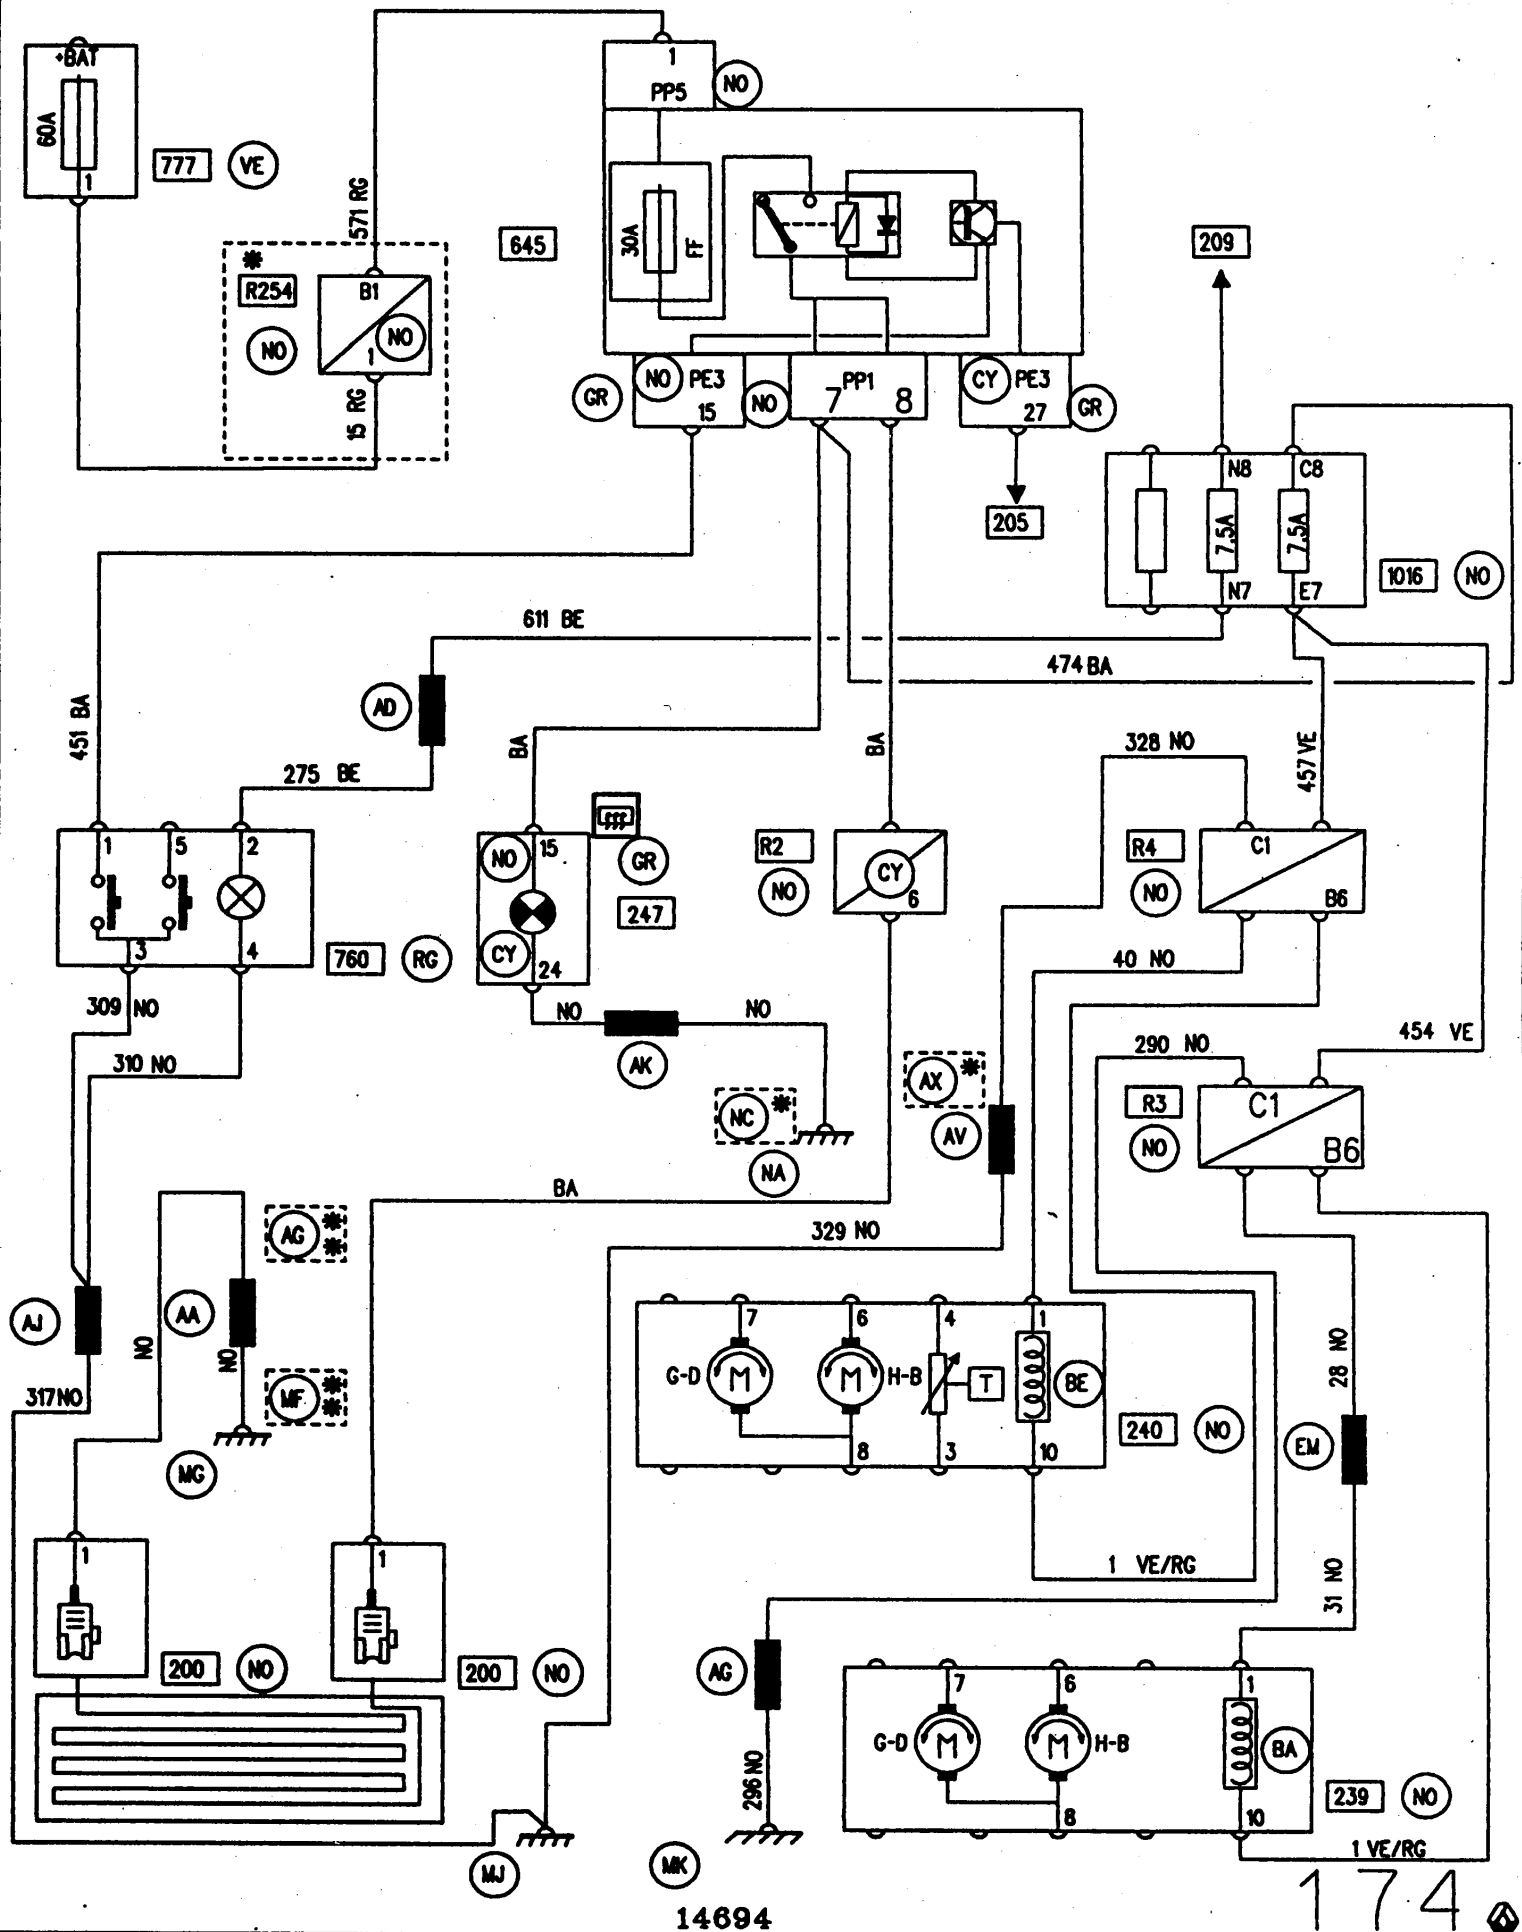 +BAT
60A
1
777 VE
571 RG
*
R254
NO
B1
NO
1
15 RG
1
PP5
NO
645
30A
FF
GR
NO PE3
15
NO
PP1
7 8
CY PE3
27
GR
205
209
N8 C8
7.5A 7.5A
N7 E7
1016 NO
611 BE
474 BA
AD
451 BA
275 BE
BA
BA
328 NO
457 VE
1 5 2
3 4
760 RG
NO 15
CY 24
GR
247
R2
NO
CY
6
R4
NO
C1
B6
309 NO
310 NO
NO
NO
AK
40 NO
454 VE
290 NO
AX *
AV
NC *
NA
R3
NO
C1
B6
BA
329 NO
AG * *
AJ
AA
NO
NO
317 NO
MF * *
MG
7 6 4 1
G-D M M H-B T BE
8 3 10
240 NO
28 NO
EM
31 NO
1 VE/RG
1
1
200 NO
200 NO
AG
296 NO
7 6 1
G-D M M H-B BA
8 10
239 NO
1 VE/RG
MJ
MK
174
14694